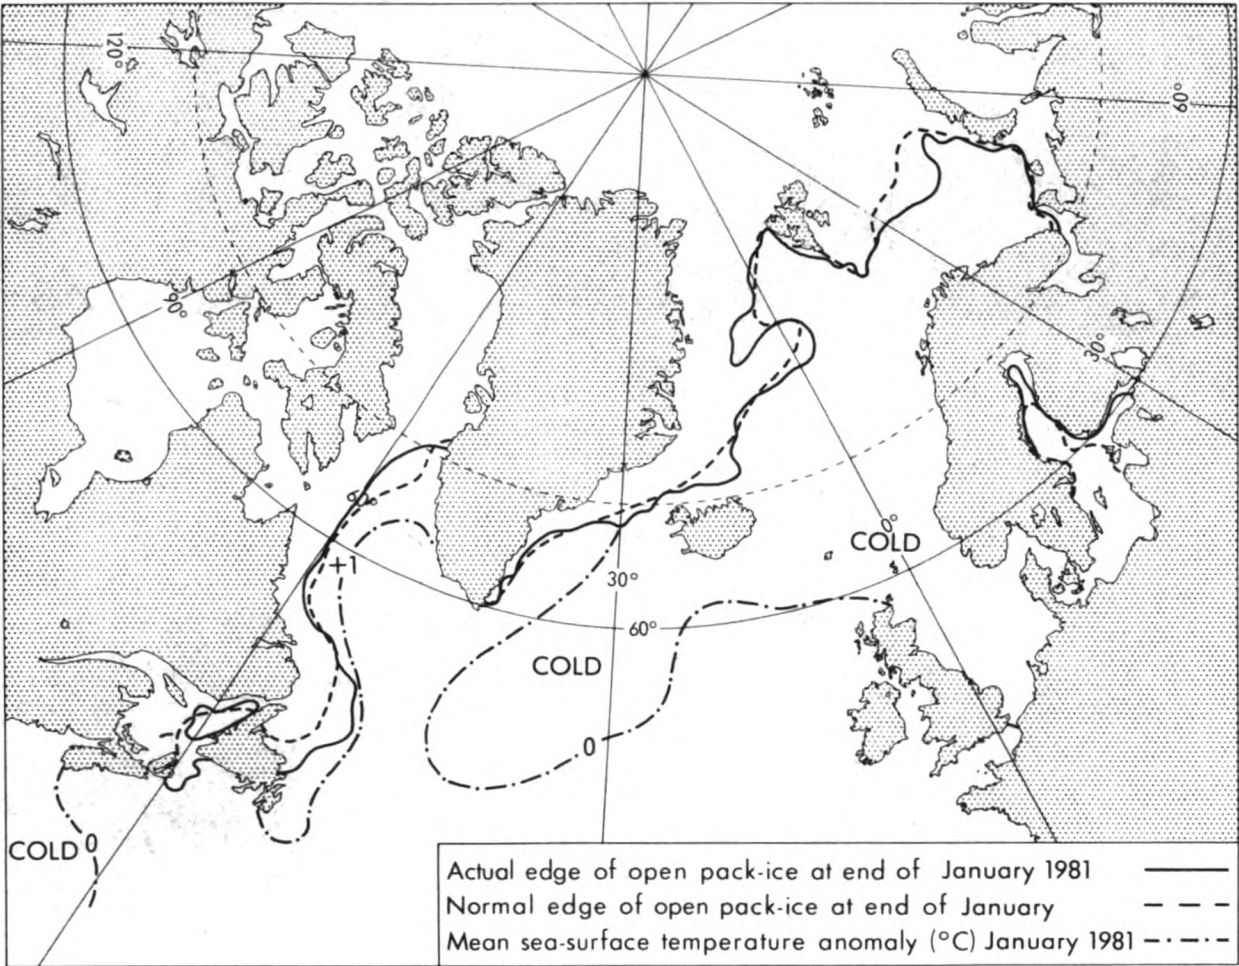 120°
60°
90°
30°
0°
COLD
+1
30°
60°
COLD
0
COLD 0
Actual edge of open pack-ice at end of January 1981
Normal edge of open pack-ice at end of January
Mean sea-surface temperature anomaly (°C) January 1981